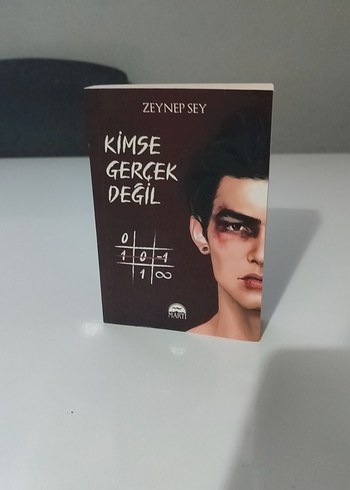 ZEYNEP SEY
KİMSE
GERÇEK
DEĞİL
0
1 0 -1
1 ∞
MARTI